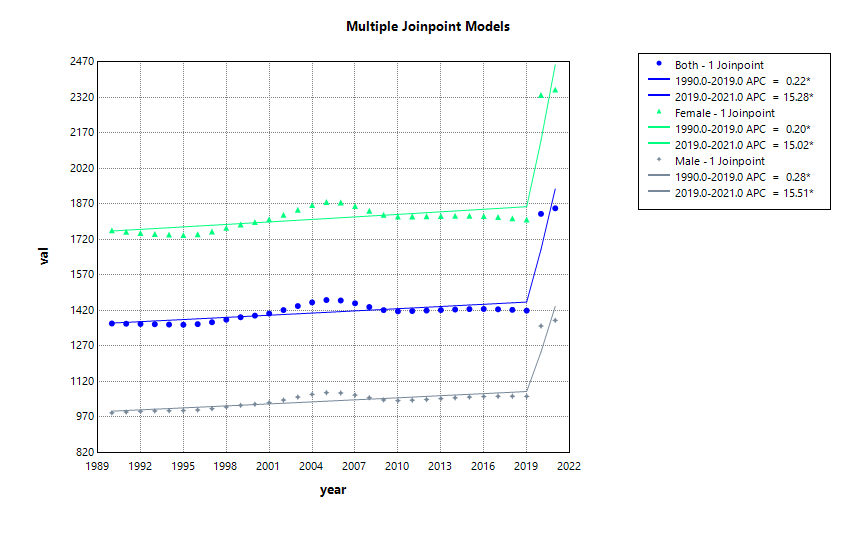 Multiple Joinpoint Models
Both - 1 Joinpoint
1990.0-2019.0 APC = 0.22*
2019.0-2021.0 APC = 15.28*
Female - 1 Joinpoint
1990.0-2019.0 APC = 0.20*
2019.0-2021.0 APC = 15.02*
Male - 1 Joinpoint
1990.0-2019.0 APC = 0.28*
2019.0-2021.0 APC = 15.51*
val
2470
2320
2170
2020
1870
1720
1570
1420
1270
1120
970
820
1989 1992 1995 1998 2001 2004 2007 2010 2013 2016 2019 2022
year